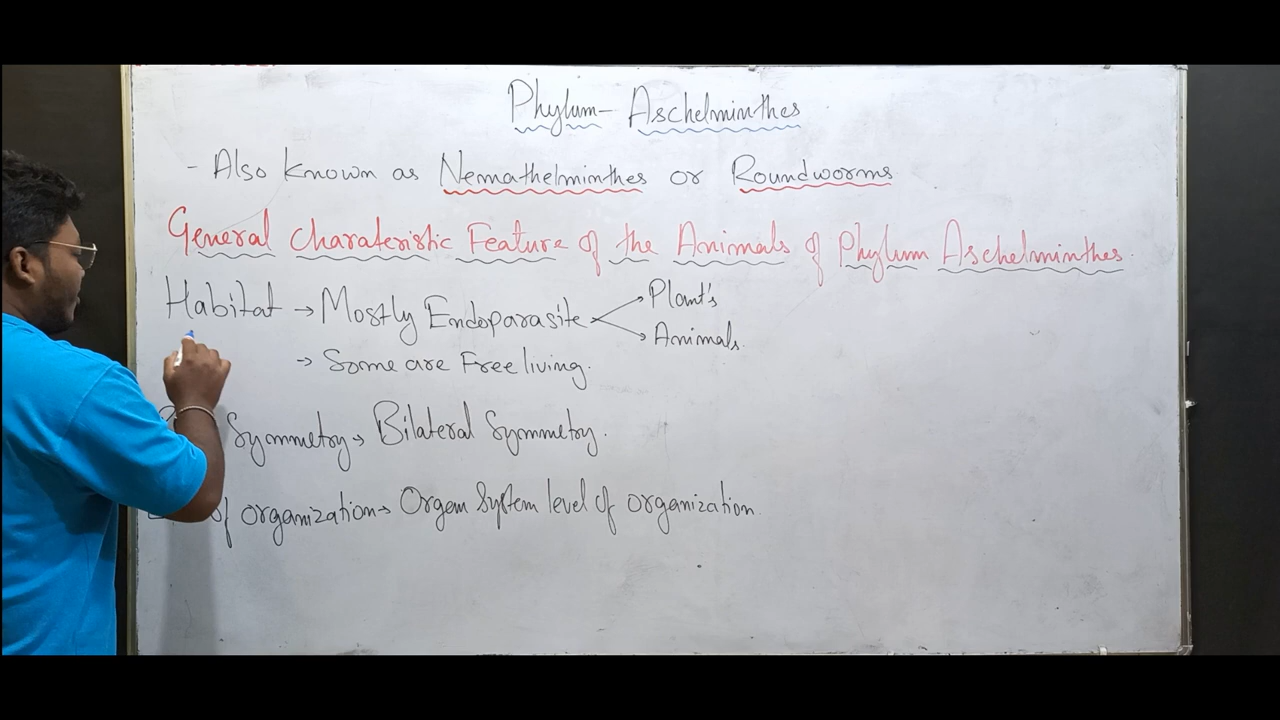 Phylum- Aschelminthes
- Also known as Nemathelminthes or Roundworms
General Charateristic Feature of the Animals of Phylum Aschelminthes.
Habitat → Mostly Endoparasite
Plant's
Animals.
→ Some are Free living.
Symmetry → Bilateral Symmetry.
of organization → Organ System level of organization.